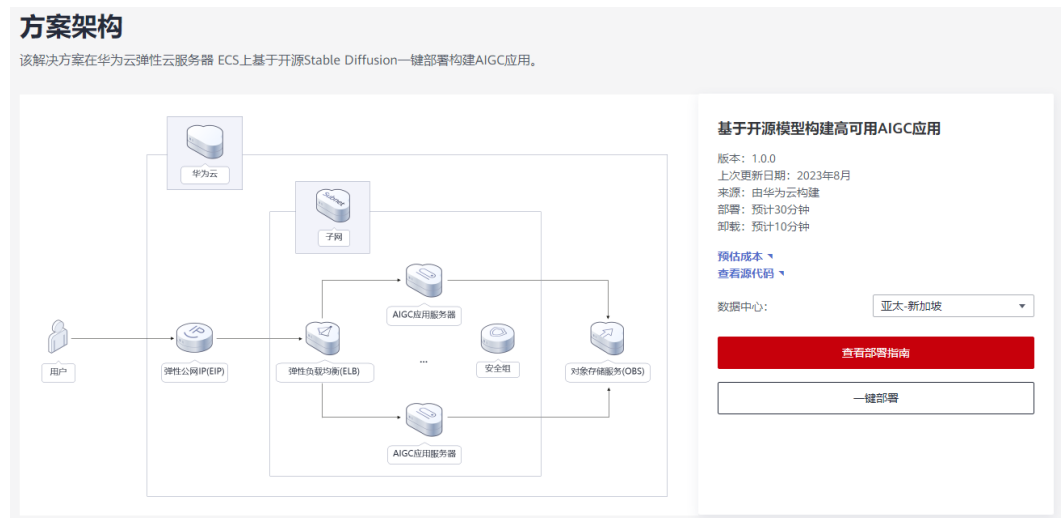 方案架构
该解决方案在华为云弹性云服务器 ECS上基于开源Stable Diffusion一键部署构建AIGC应用。
华为云
Subnet
子网
AIGC应用服务器
IP
用户
弹性公网IP(EIP)
弹性负载均衡(ELB)
...
安全组
对象存储服务(OBS)
AIGC应用服务器
基于开源模型构建高可用AIGC应用
版本：1.0.0
上次更新日期：2023年8月
来源：由华为云构建
部署：预计30分钟
卸载：预计10分钟
预估成本
查看源代码
数据中心：
亚太-新加坡
查看部署指南
一键部署